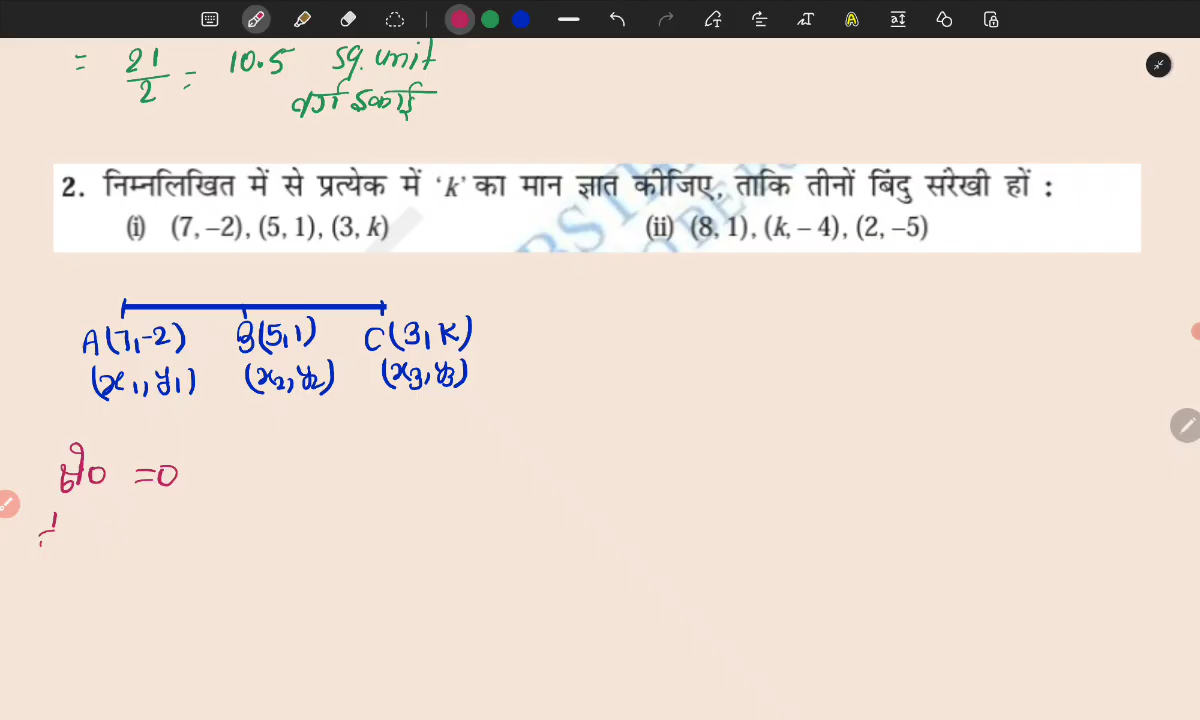 = 21/2 = 10.5 sq. unit
वर्ग इकाई
2. निम्नलिखित में से प्रत्येक में ‘k’ का मान ज्ञात कीजिए, ताकि तीनों बिंदु संरेखी हों :
(i) (7, –2), (5, 1), (3, k) (ii) (8, 1), (k, – 4), (2, –5)
A(7,-2) B(5,1) C(3,K)
(x1, y1) (x2, y2) (x3, y3)
क्षे0 = 0